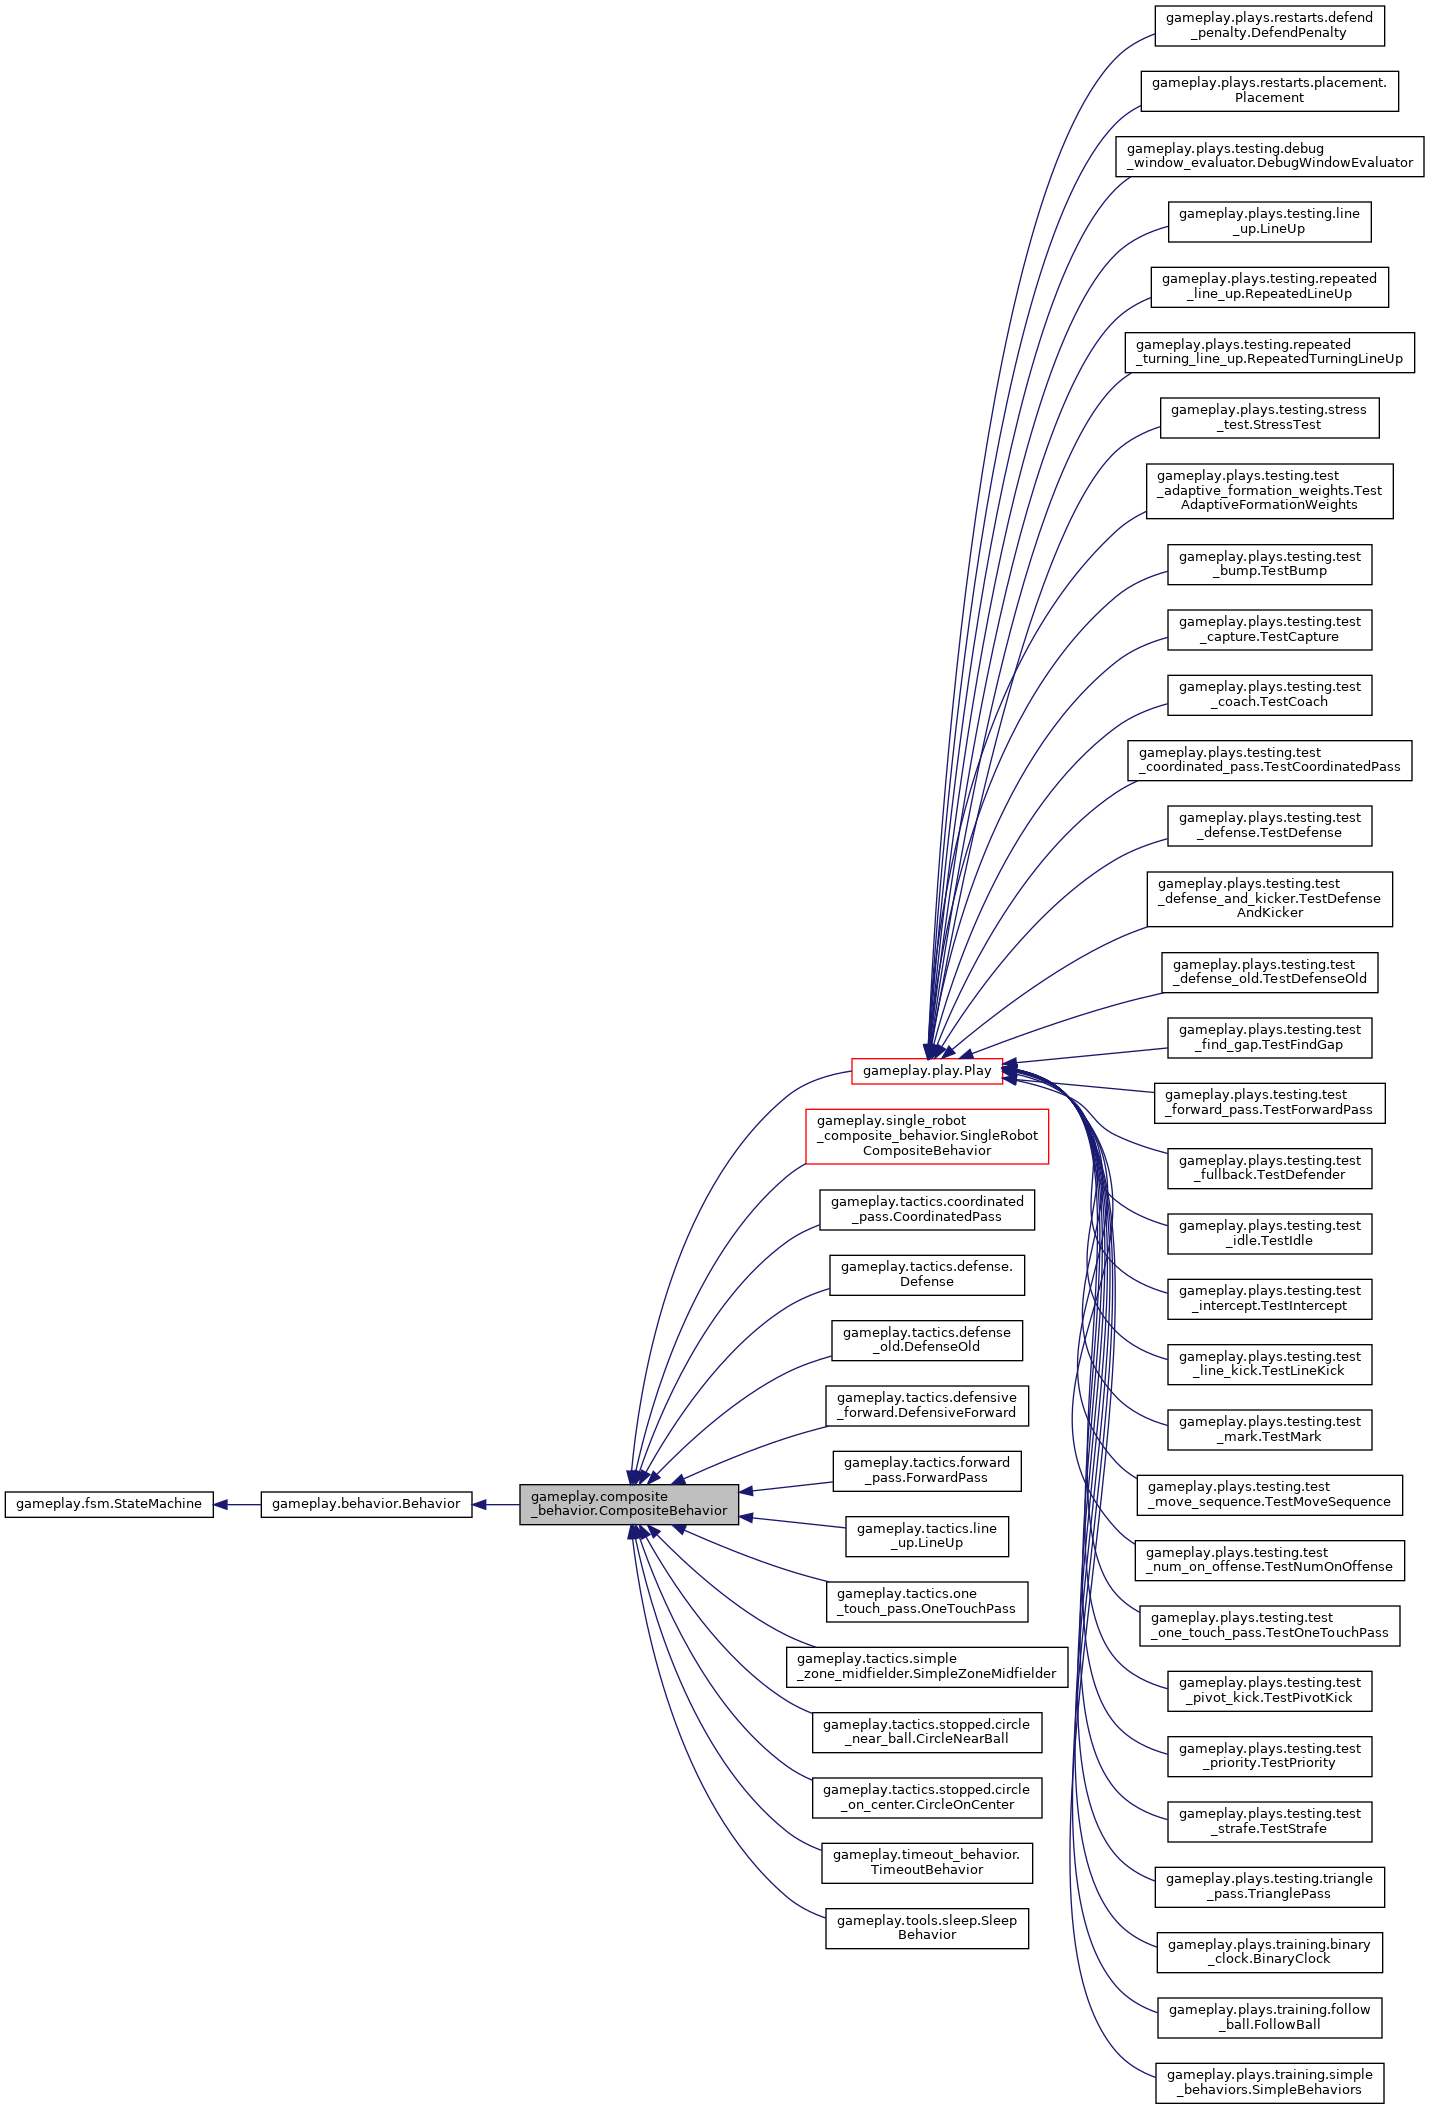 gameplay.fsm.StateMachine
gameplay.behavior.Behavior
gameplay.composite
_behavior.CompositeBehavior
gameplay.play.Play
gameplay.single_robot
_composite_behavior.SingleRobot
CompositeBehavior
gameplay.tactics.coordinated
_pass.CoordinatedPass
gameplay.tactics.defense.
Defense
gameplay.tactics.defense
_old.DefenseOld
gameplay.tactics.defensive
_forward.DefensiveForward
gameplay.tactics.forward
_pass.ForwardPass
gameplay.tactics.line
_up.LineUp
gameplay.tactics.one
_touch_pass.OneTouchPass
gameplay.tactics.simple
_zone_midfielder.SimpleZoneMidfielder
gameplay.tactics.stopped.circle
_near_ball.CircleNearBall
gameplay.tactics.stopped.circle
_on_center.CircleOnCenter
gameplay.timeout_behavior.
TimeoutBehavior
gameplay.tools.sleep.Sleep
Behavior
gameplay.plays.restarts.defend
_penalty.DefendPenalty
gameplay.plays.restarts.placement.
Placement
gameplay.plays.testing.debug
_window_evaluator.DebugWindowEvaluator
gameplay.plays.testing.line
_up.LineUp
gameplay.plays.testing.repeated
_line_up.RepeatedLineUp
gameplay.plays.testing.repeated
_turning_line_up.RepeatedTurningLineUp
gameplay.plays.testing.stress
_test.StressTest
gameplay.plays.testing.test
_adaptive_formation_weights.Test
AdaptiveFormationWeights
gameplay.plays.testing.test
_bump.TestBump
gameplay.plays.testing.test
_capture.TestCapture
gameplay.plays.testing.test
_coach.TestCoach
gameplay.plays.testing.test
_coordinated_pass.TestCoordinatedPass
gameplay.plays.testing.test
_defense.TestDefense
gameplay.plays.testing.test
_defense_and_kicker.TestDefense
AndKicker
gameplay.plays.testing.test
_defense_old.TestDefenseOld
gameplay.plays.testing.test
_find_gap.TestFindGap
gameplay.plays.testing.test
_forward_pass.TestForwardPass
gameplay.plays.testing.test
_fullback.TestDefender
gameplay.plays.testing.test
_idle.TestIdle
gameplay.plays.testing.test
_intercept.TestIntercept
gameplay.plays.testing.test
_line_kick.TestLineKick
gameplay.plays.testing.test
_mark.TestMark
gameplay.plays.testing.test
_move_sequence.TestMoveSequence
gameplay.plays.testing.test
_num_on_offense.TestNumOnOffense
gameplay.plays.testing.test
_one_touch_pass.TestOneTouchPass
gameplay.plays.testing.test
_pivot_kick.TestPivotKick
gameplay.plays.testing.test
_priority.TestPriority
gameplay.plays.testing.test
_strafe.TestStrafe
gameplay.plays.testing.triangle
_pass.TrianglePass
gameplay.plays.training.binary
_clock.BinaryClock
gameplay.plays.training.follow
_ball.FollowBall
gameplay.plays.training.simple
_behaviors.SimpleBehaviors